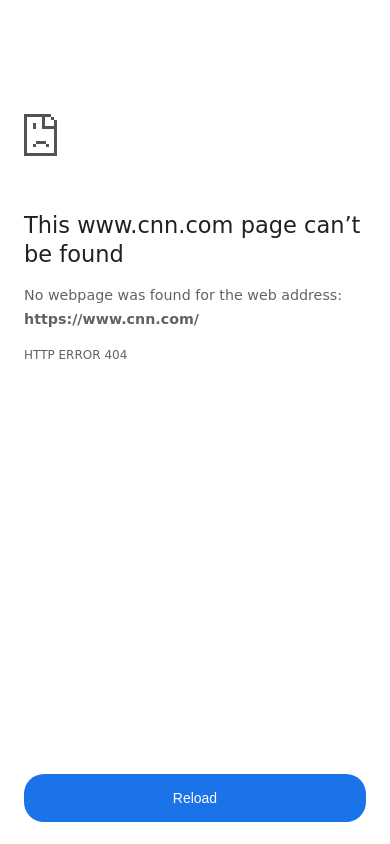 This www.cnn.com page can’t
be found
No webpage was found for the web address:
https://www.cnn.com/
HTTP ERROR 404
Reload